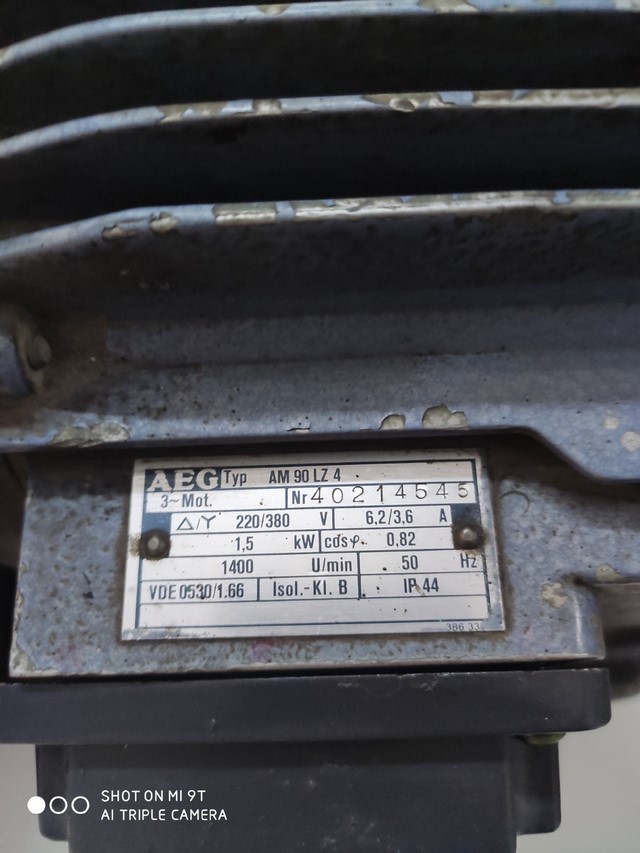 AEG Typ AM 90 LZ 4
3~Mot. Nr 40214545
Δ/Y 220/380 V 6,2/3,6 A
1,5 kW cosφ 0,82
1400 U/min 50 Hz
VDE 0530/1.66 Isol.-Kl. B IP 44
386 33
SHOT ON MI 9T
AI TRIPLE CAMERA